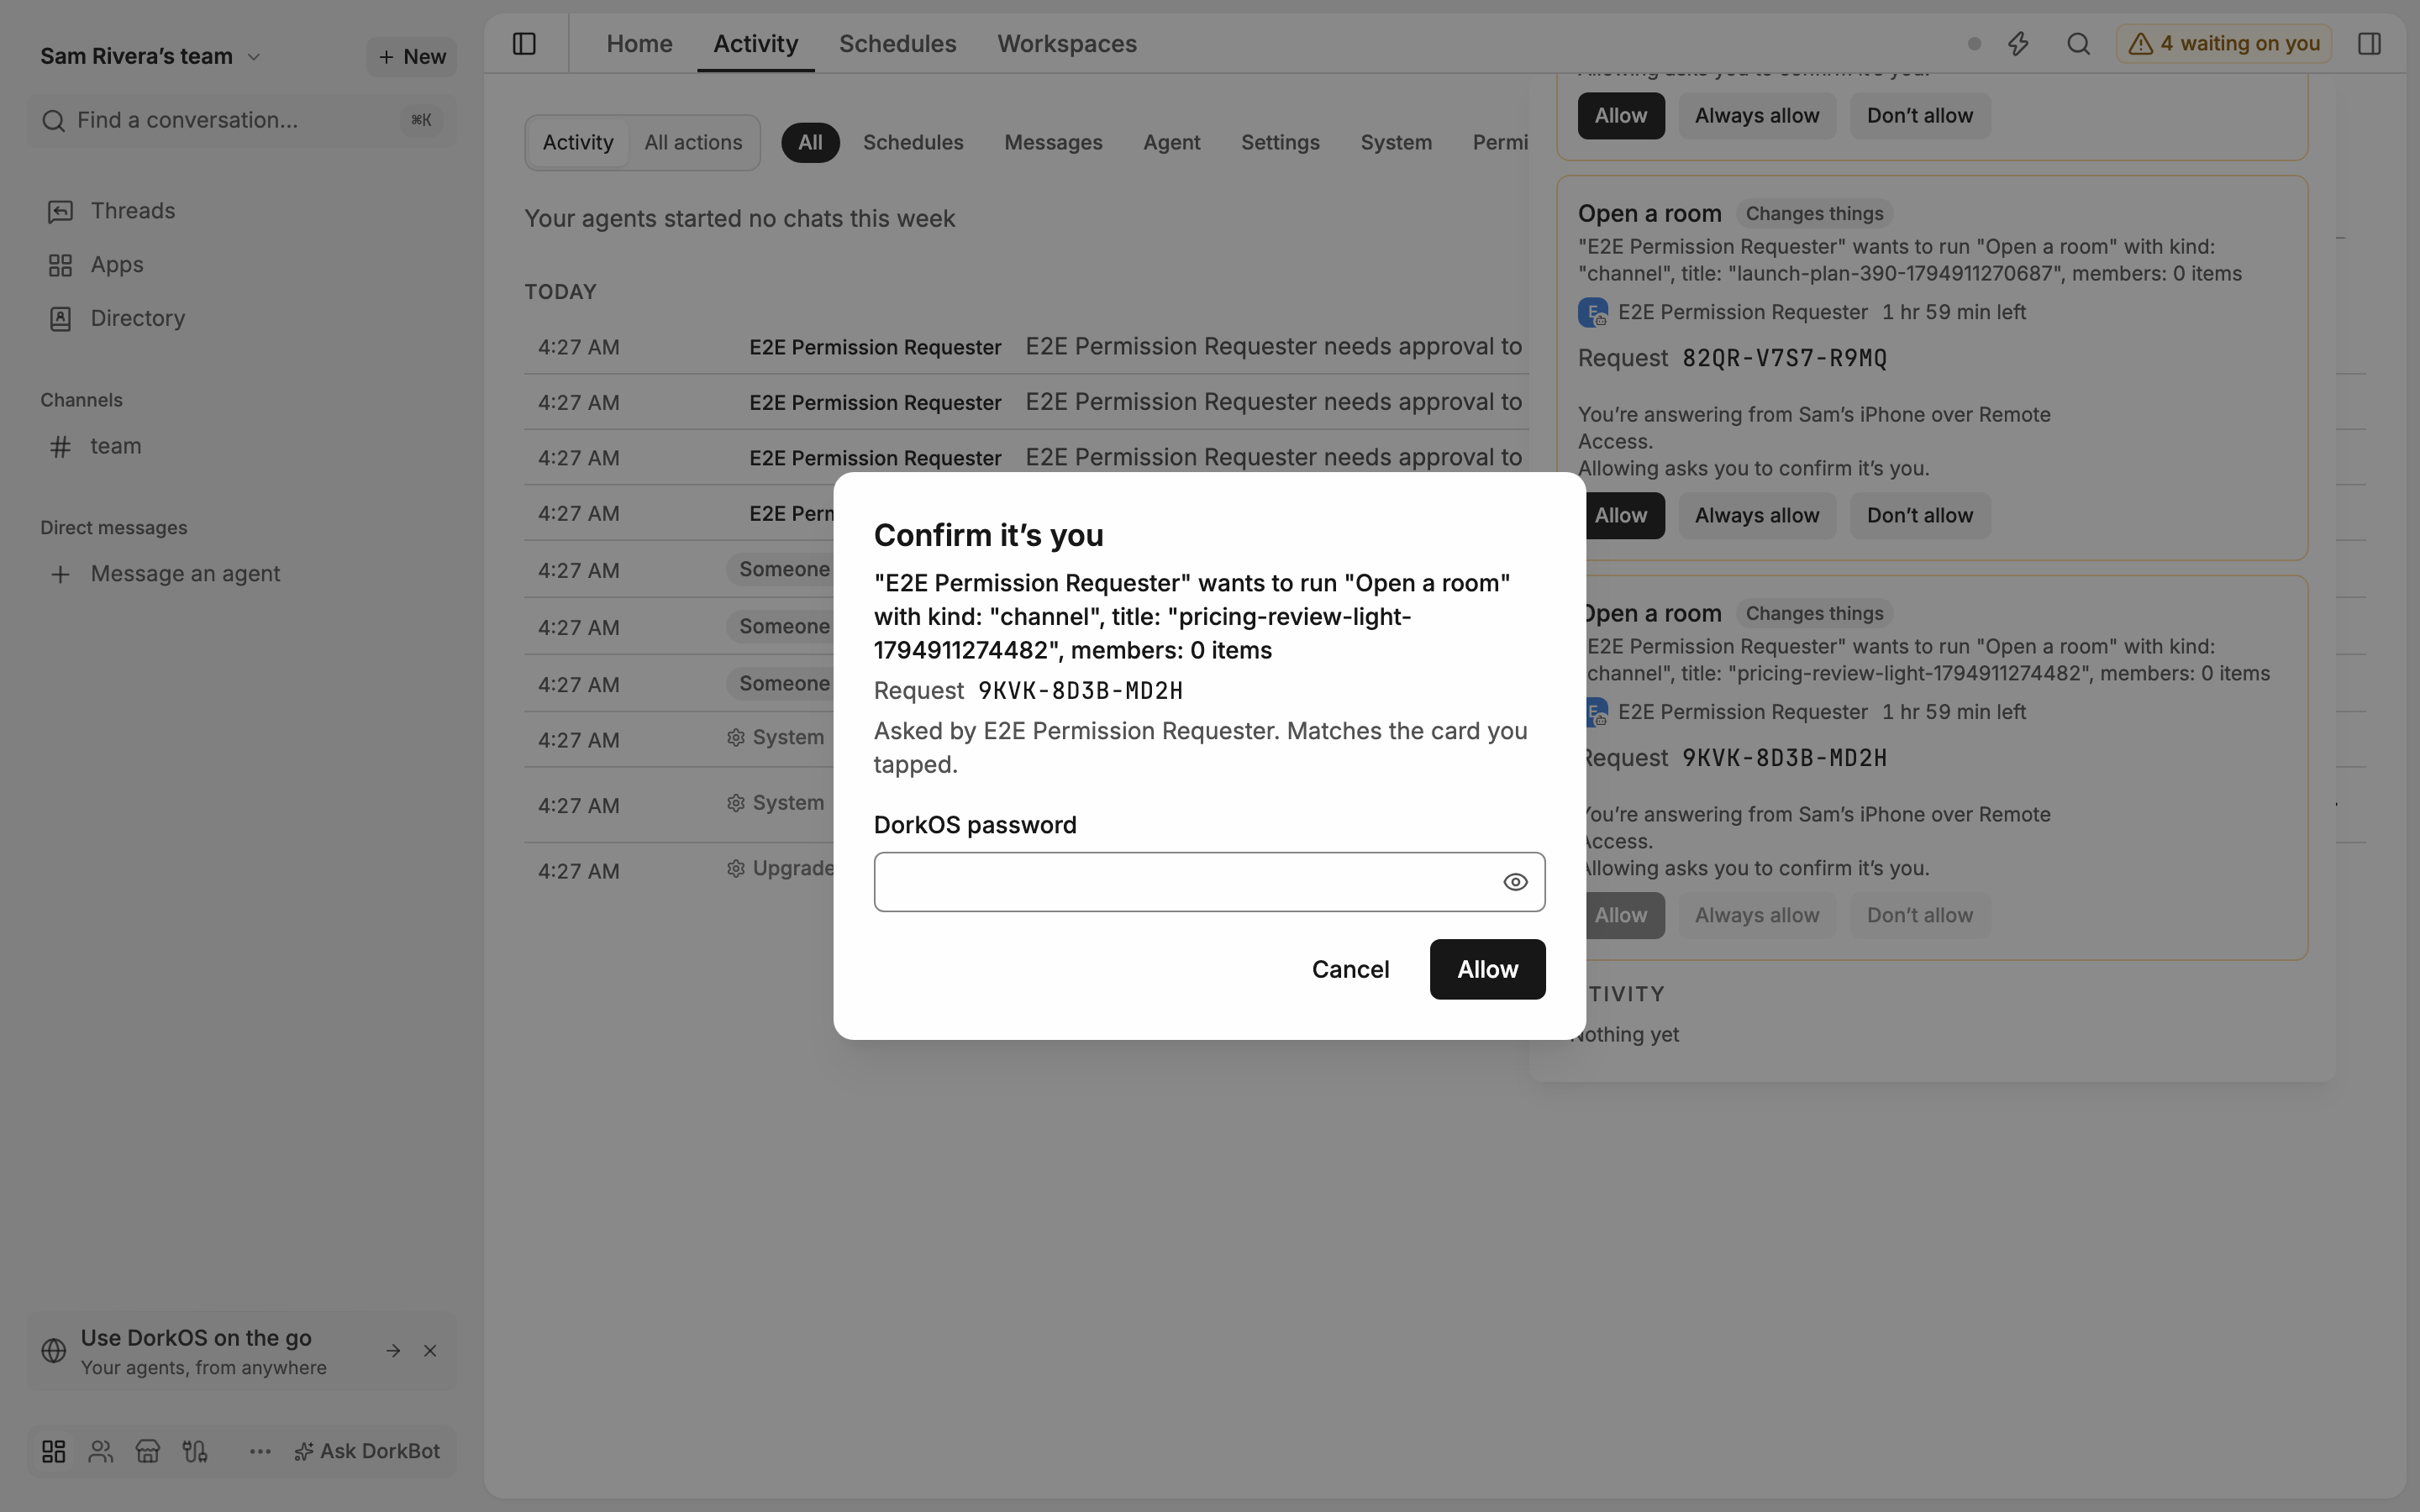 Sam Rivera’s team
+ New
Find a conversation…
⌘K
Threads
Apps
Directory
Channels
# team
Direct messages
+ Message an agent
Use DorkOS on the go
Your agents, from anywhere
Ask DorkBot
Home
Activity
Schedules
Workspaces
4 waiting on you
Activity
All actions
All
Schedules
Messages
Agent
Settings
System
Permi
Your agents started no chats this week
TODAY
4:27 AM E2E Permission Requester E2E Permission Requester needs approval to
4:27 AM E2E Permission Requester E2E Permission Requester needs approval to
4:27 AM E2E Permission Requester E2E Permission Requester needs approval to
4:27 AM E2E Perm
4:27 AM Someone
4:27 AM Someone
4:27 AM Someone
4:27 AM System
4:27 AM System
4:27 AM Upgrade
Allowing asks you to confirm it’s you.
Allow
Always allow
Don’t allow
Open a room
Changes things
"E2E Permission Requester" wants to run "Open a room" with kind:
"channel", title: "launch-plan-390-1794911270687", members: 0 items
E E2E Permission Requester 1 hr 59 min left
Request 82QR-V7S7-R9MQ
You’re answering from Sam’s iPhone over Remote
Access.
Allowing asks you to confirm it’s you.
Allow
Always allow
Don’t allow
Open a room
Changes things
E2E Permission Requester" wants to run "Open a room" with kind:
channel", title: "pricing-review-light-1794911274482", members: 0 items
E E2E Permission Requester 1 hr 59 min left
Request 9KVK-8D3B-MD2H
You’re answering from Sam’s iPhone over Remote
Access.
Allowing asks you to confirm it’s you.
Allow
Always allow
Don’t allow
TIVITY
Nothing yet
Confirm it’s you
"E2E Permission Requester" wants to run "Open a room"
with kind: "channel", title: "pricing-review-light-
1794911274482", members: 0 items
Request 9KVK-8D3B-MD2H
Asked by E2E Permission Requester. Matches the card you
tapped.
DorkOS password
Cancel
Allow